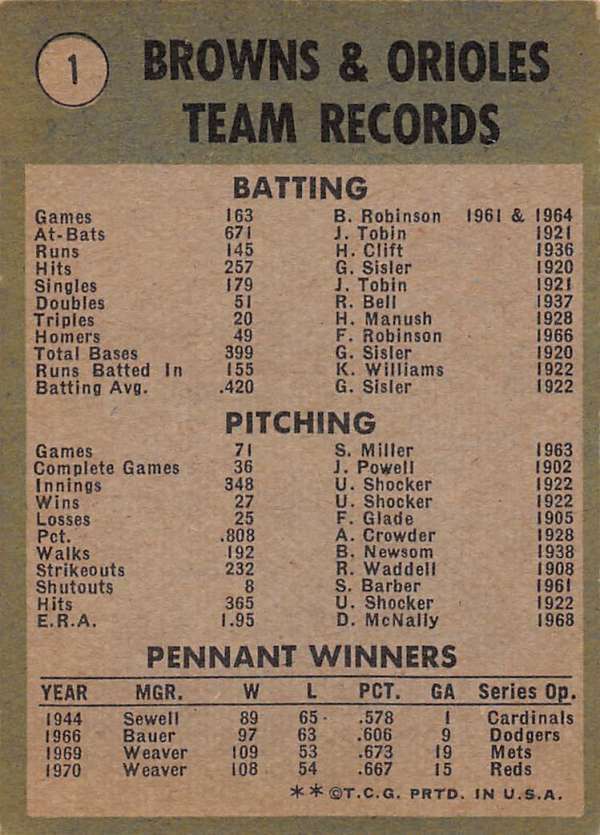 1
BROWNS & ORIOLES
TEAM RECORDS
BATTING
Games 163 B. Robinson 1961 & 1964
At-Bats 671 J. Tobin 1921
Runs 145 H. Clift 1936
Hits 257 G. Sisler 1920
Singles 179 J. Tobin 1921
Doubles 51 R. Bell 1937
Triples 20 H. Manush 1928
Homers 49 F. Robinson 1966
Total Bases 399 G. Sisler 1920
Runs Batted In 155 K. Williams 1922
Batting Avg. .420 G. Sisler 1922
PITCHING
Games 71 S. Miller 1963
Complete Games 36 J. Powell 1902
Innings 348 U. Shocker 1922
Wins 27 U. Shocker 1922
Losses 25 F. Glade 1905
Pct. .808 A. Crowder 1928
Walks 192 B. Newsom 1938
Strikeouts 232 R. Waddell 1908
Shutouts 8 S. Barber 1961
Hits 365 U. Shocker 1922
E.R.A. 1.95 D. McNally 1968
PENNANT WINNERS
YEAR MGR. W L PCT. GA Series Op.
1944 Sewell 89 65 .578 1 Cardinals
1966 Bauer 97 63 .606 9 Dodgers
1969 Weaver 109 53 .673 19 Mets
1970 Weaver 108 54 .667 15 Reds
**©T.C.G. PRTD. IN U.S.A.